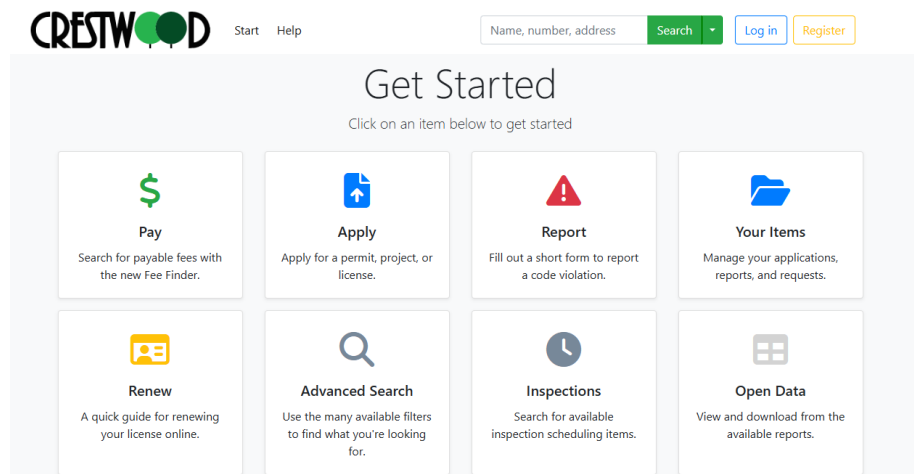 CRESTWOOD
Start
Help
Name, number, address
Search
Log in
Register
Get Started
Click on an item below to get started
Pay
Search for payable fees with
the new Fee Finder.
Apply
Apply for a permit, project, or
license.
Report
Fill out a short form to report
a code violation.
Your Items
Manage your applications,
reports, and requests.
Renew
A quick guide for renewing
your license online.
Advanced Search
Use the many available filters
to find what you're looking
for.
Inspections
Search for available
inspection scheduling items.
Open Data
View and download from the
available reports.